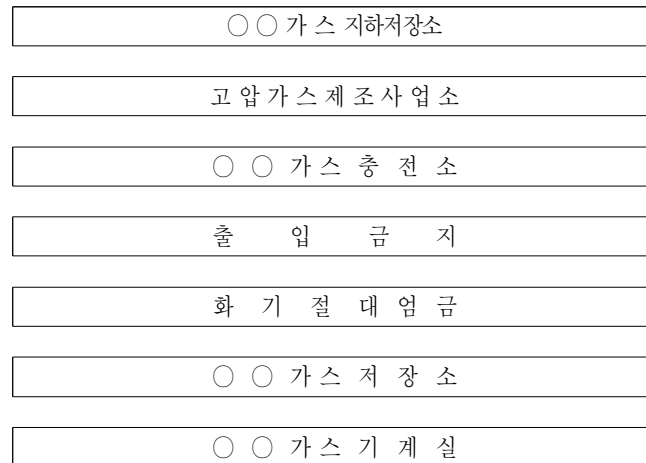 ○ ○ 가 스 지하저장소
고 압 가 스 제 조 사 업 소
○ ○ 가 스 충 전 소
출 입 금 지
화 기 절 대 엄 금
○ ○ 가 스 저 장 소
○ ○ 가 스 기 계 실